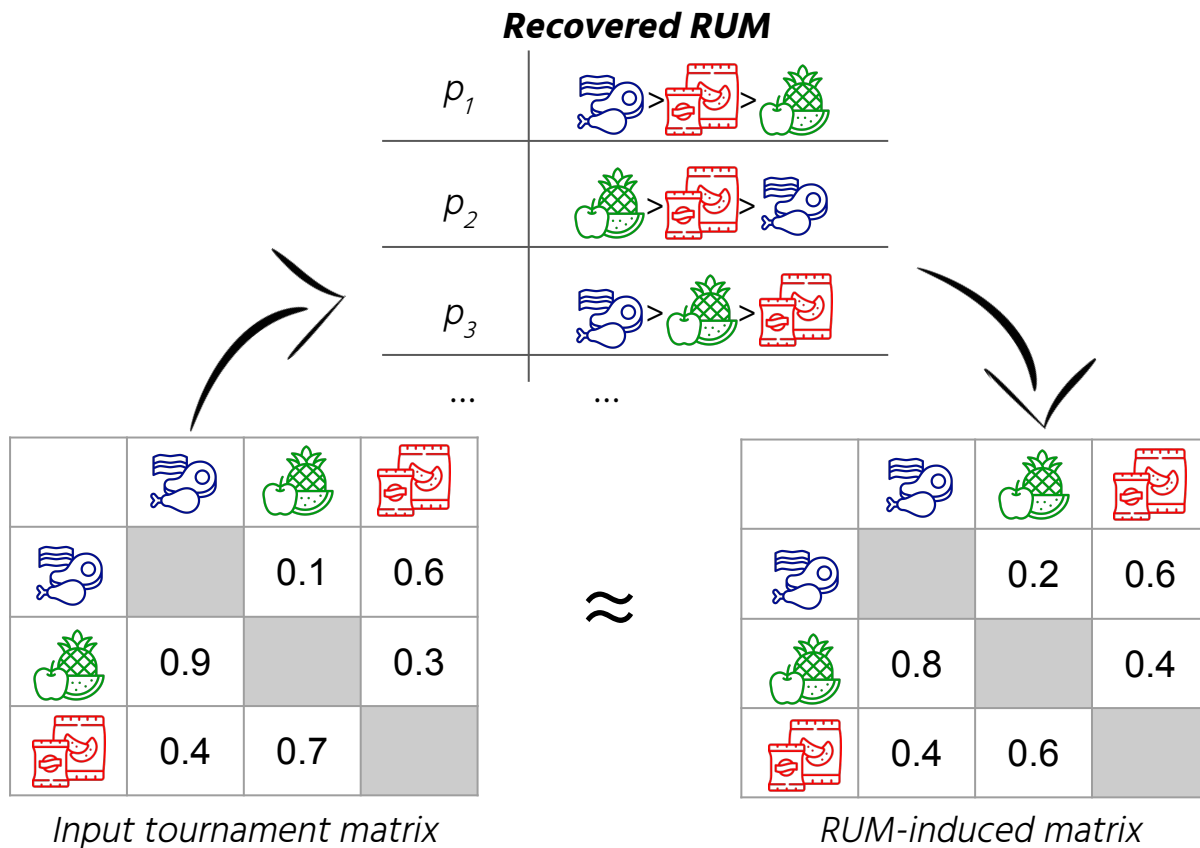 Recovered RUM
p1 > >
p2 > >
p3 > >
... ...
0.1 0.6
0.9 0.3
0.4 0.7
Input tournament matrix
≈
0.2 0.6
0.8 0.4
0.4 0.6
RUM-induced matrix